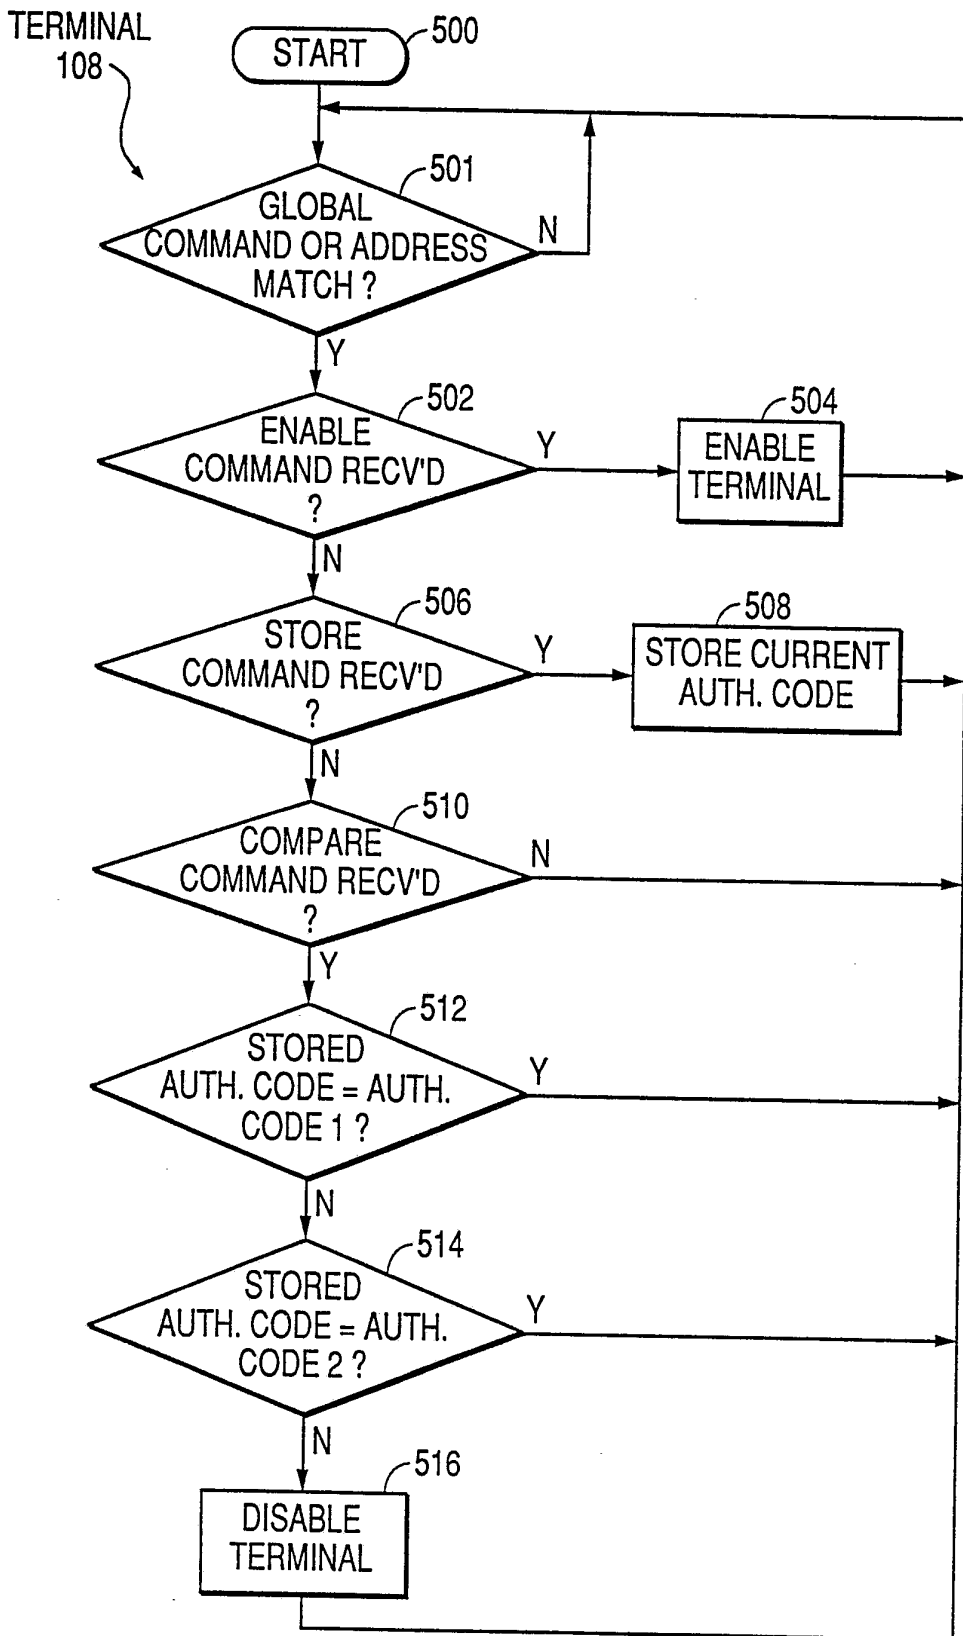 TERMINAL
108
START
500
501
GLOBAL
COMMAND OR ADDRESS
MATCH ?
N
Y
502
ENABLE
COMMAND RECV'D
?
Y
504
ENABLE
TERMINAL
N
506
STORE
COMMAND RECV'D
?
Y
508
STORE CURRENT
AUTH. CODE
N
510
COMPARE
COMMAND RECV'D
?
N
Y
512
STORED
AUTH. CODE = AUTH.
CODE 1 ?
Y
N
514
STORED
AUTH. CODE = AUTH.
CODE 2 ?
Y
N
516
DISABLE
TERMINAL